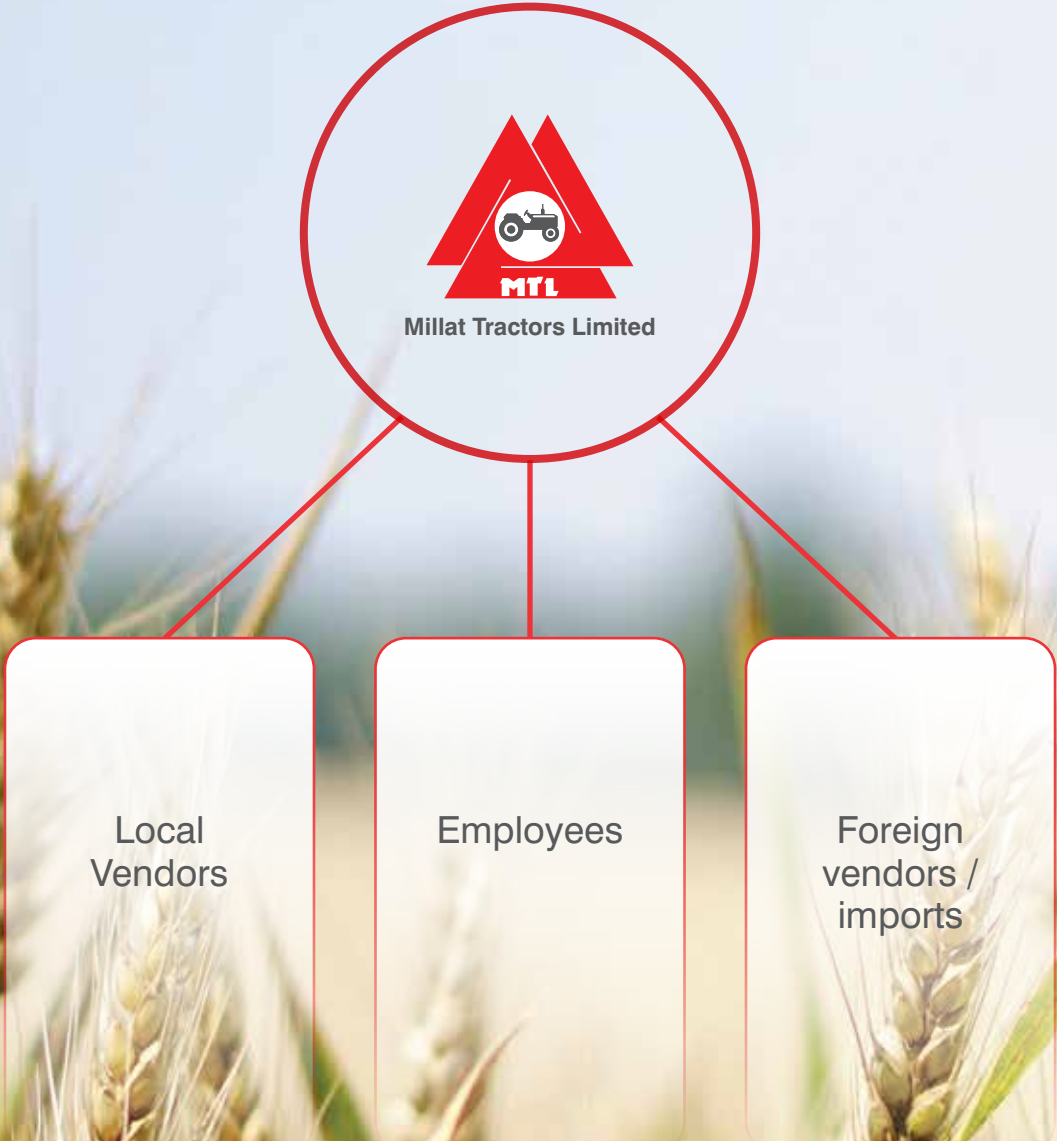 MTL
Millat Tractors Limited
Local
Vendors
Employees
Foreign
vendors /
imports